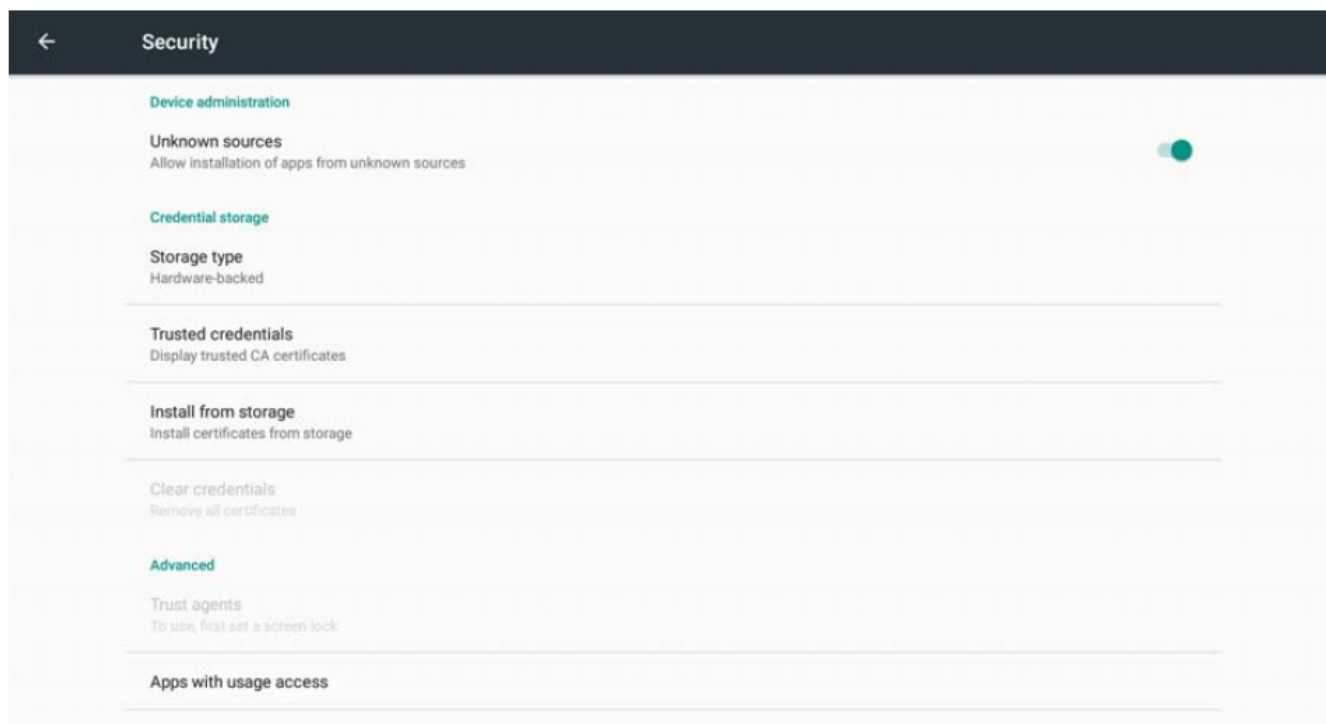 Security
Device administration
Unknown sources
Allow installation of apps from unknown sources
Credential storage
Storage type
Hardware-backed
Trusted credentials
Display trusted CA certificates
Install from storage
Install certificates from storage
Clear credentials
Remove all certificates
Advanced
Trust agents
To use, first set a screen lock
Apps with usage access